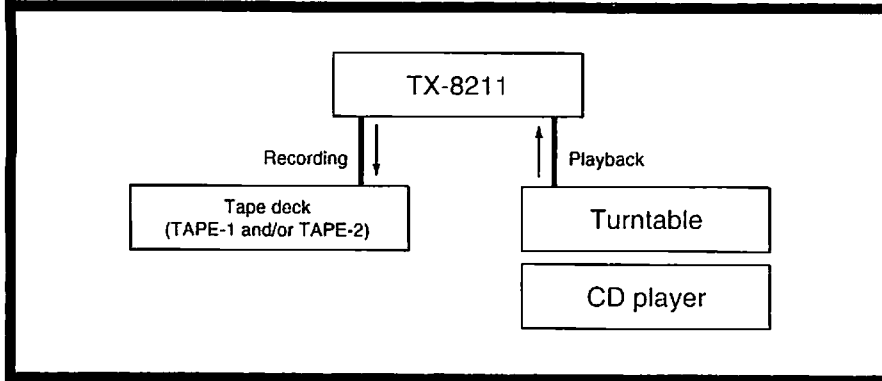 TX-8211
Recording
Playback
Tape deck
(TAPE-1 and/or TAPE-2)
Turntable
CD player